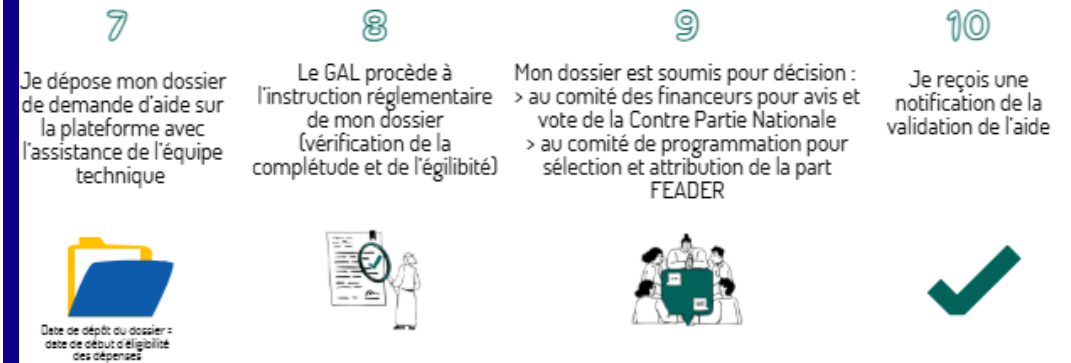 7
Je dépose mon dossier
de demande d'aide sur
la plateforme avec
l'assistance de l'équipe
technique
Date de dépôt du dossier =
date de début d'éligibilité
des dépenses
8
Le GAL procède à
l'instruction réglementaire
de mon dossier
(vérification de la
complétude et de l'égilibité)
9
Mon dossier est soumis pour décision :
> au comité des financeurs pour avis et
vote de la Contre Partie Nationale
> au comité de programmation pour
sélection et attribution de la part
FEADER
10
Je reçois une
notification de la
validation de l'aide